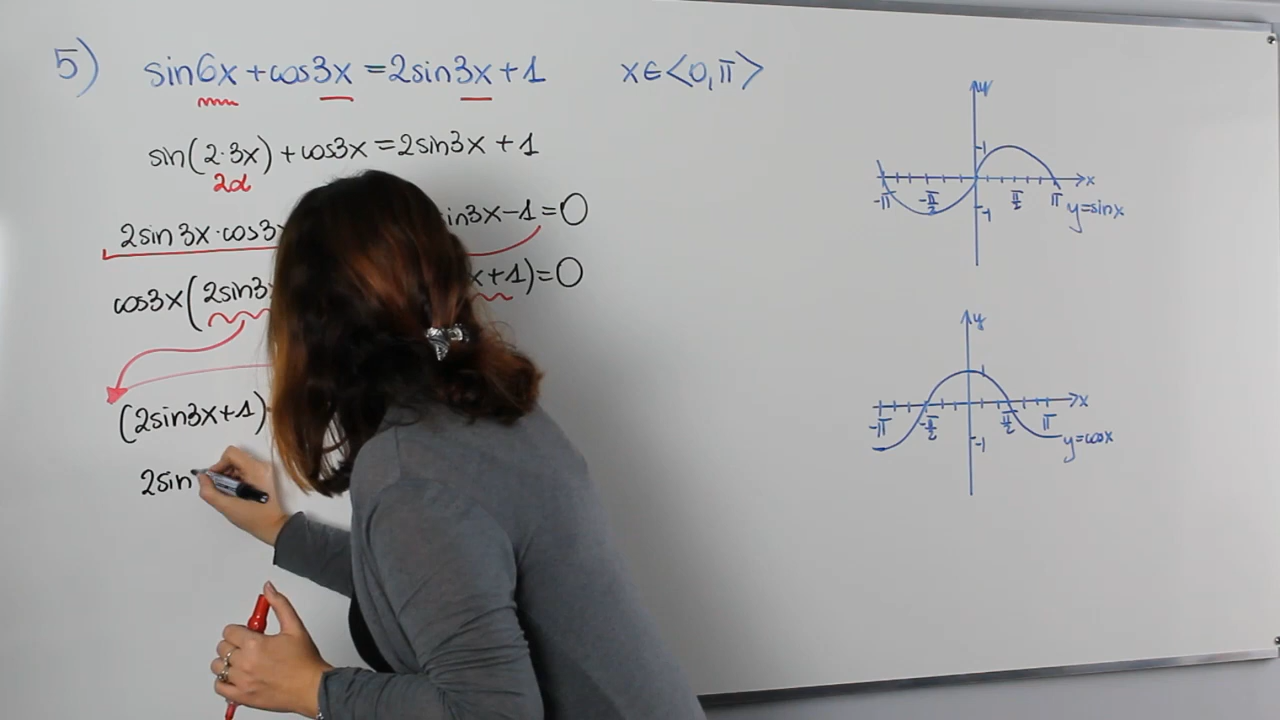 5) sin6x + cos3x = 2sin3x + 1 x∈<0,π>
sin(2·3x) + cos3x = 2sin3x + 1
2α
2sin3x·cos3x in3x − 1 = 0
cos3x(2sin3x x + 1) = 0
(2sin3x + 1)
2sin
y
1
x
-π -π/2 π/2 π
-1
y=sinx
y
1
x
-π -π/2 π/2 π
-1
y=cosx